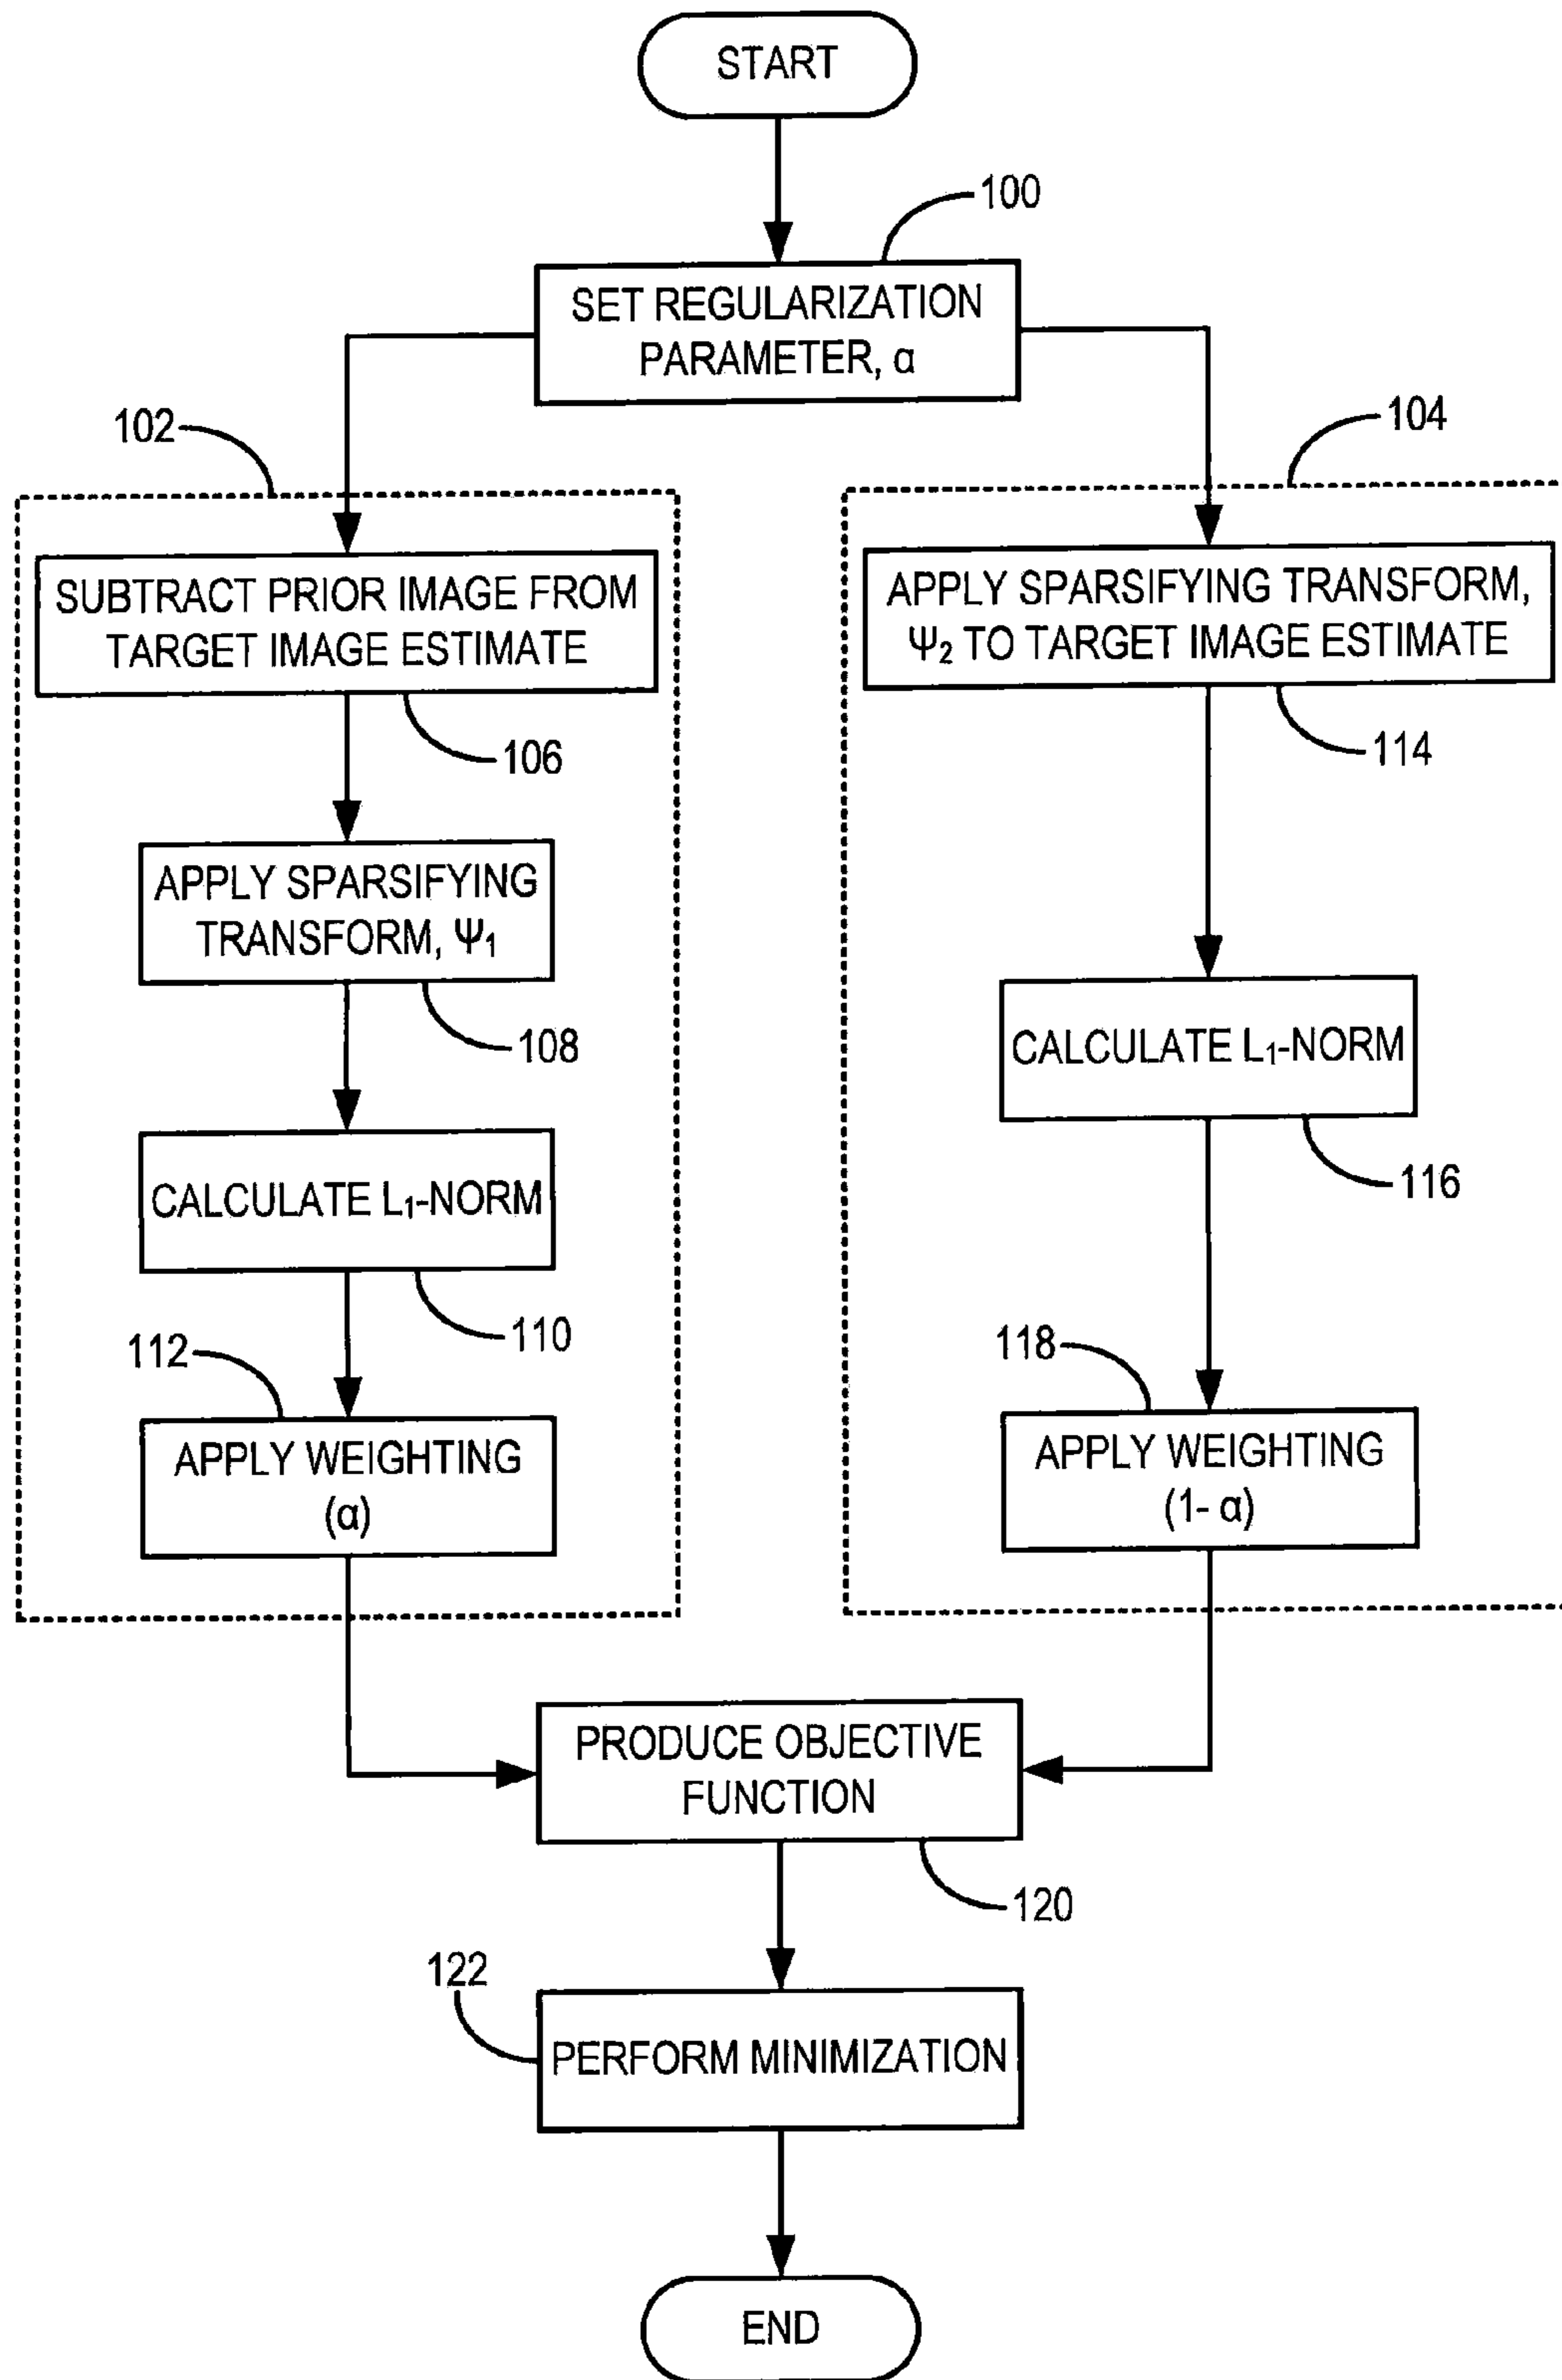 START
100
SET REGULARIZATION
PARAMETER, α
102
104
SUBTRACT PRIOR IMAGE FROM
TARGET IMAGE ESTIMATE
106
APPLY SPARSIFYING
TRANSFORM, Ψ₁
108
CALCULATE L₁-NORM
110
112
APPLY WEIGHTING
(α)
APPLY SPARSIFYING TRANSFORM,
Ψ₂ TO TARGET IMAGE ESTIMATE
114
CALCULATE L₁-NORM
116
118
APPLY WEIGHTING
(1- α)
PRODUCE OBJECTIVE
FUNCTION
120
122
PERFORM MINIMIZATION
END